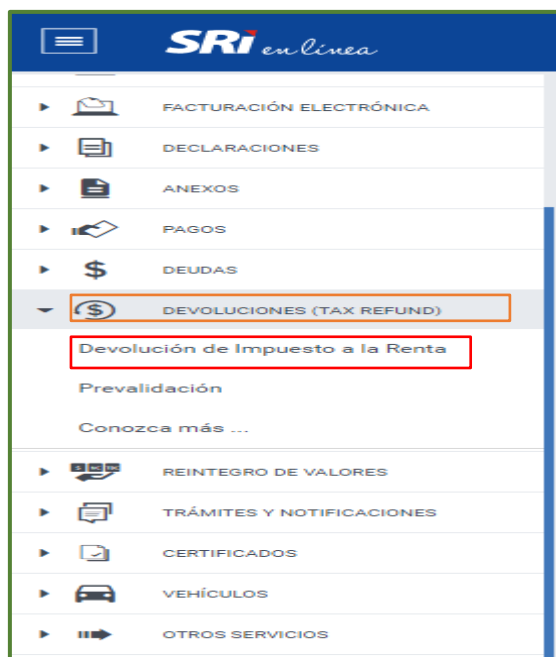 SRi en línea
FACTURACIÓN ELECTRÓNICA
DECLARACIONES
ANEXOS
PAGOS
$ DEUDAS
$ DEVOLUCIONES (TAX REFUND)
Devolución de Impuesto a la Renta
Prevalidación
Conozca más ...
REINTEGRO DE VALORES
TRÁMITES Y NOTIFICACIONES
CERTIFICADOS
VEHÍCULOS
OTROS SERVICIOS